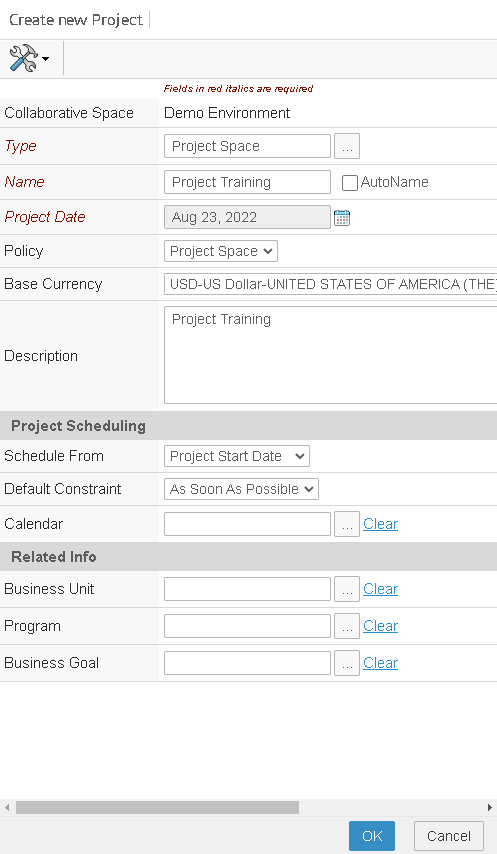 Create new Project
Fields in red italics are required
Collaborative Space Demo Environment
Type Project Space ...
Name Project Training AutoName
Project Date Aug 23, 2022
Policy Project Space
Base Currency USD-US Dollar-UNITED STATES OF AMERICA (THE)
Description Project Training
Project Scheduling
Schedule From Project Start Date
Default Constraint As Soon As Possible
Calendar ... Clear
Related Info
Business Unit ... Clear
Program ... Clear
Business Goal ... Clear
OK Cancel